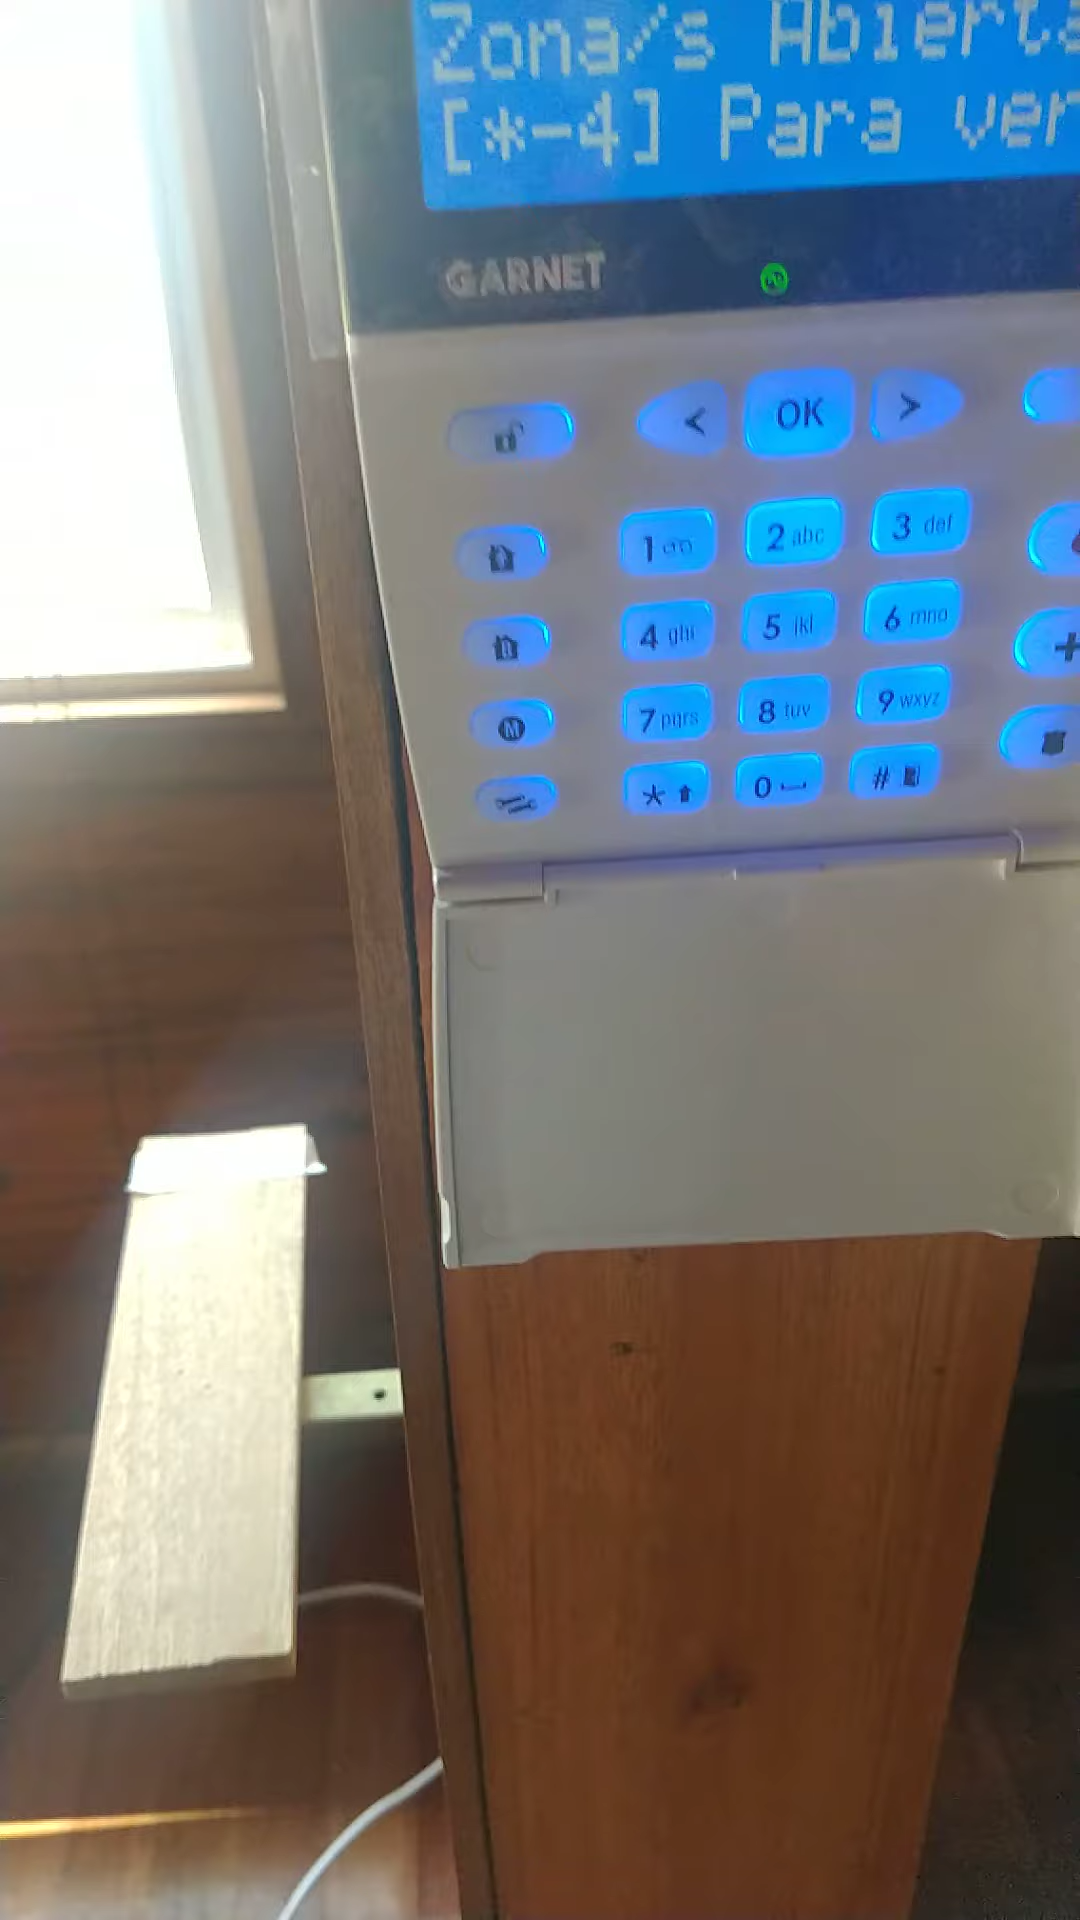 Zona/s Abierta
[*-4] Para ver
GARNET
< OK >
1 2 abc 3 def
4 ghi 5 jkl 6 mno
M
7 pqrs 8 tuv 9 wxyz
* 0 #
+